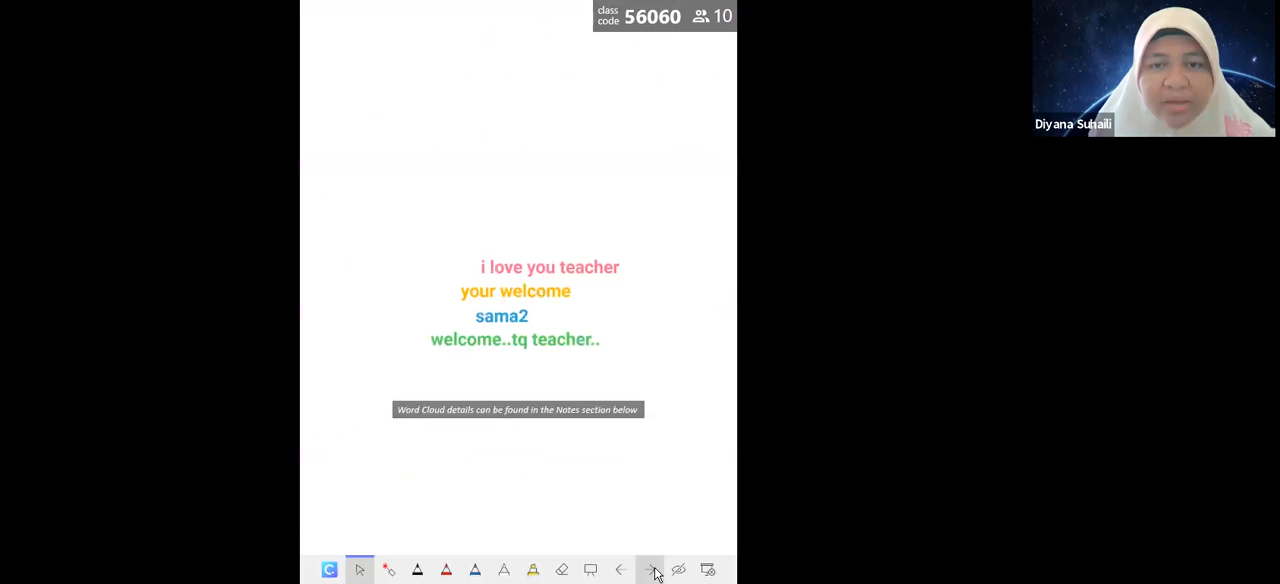 class code 56060 10
Diyana Suhaili
i love you teacher
your welcome
sama2
welcome..tq teacher..
Word Cloud details can be found in the Notes section below